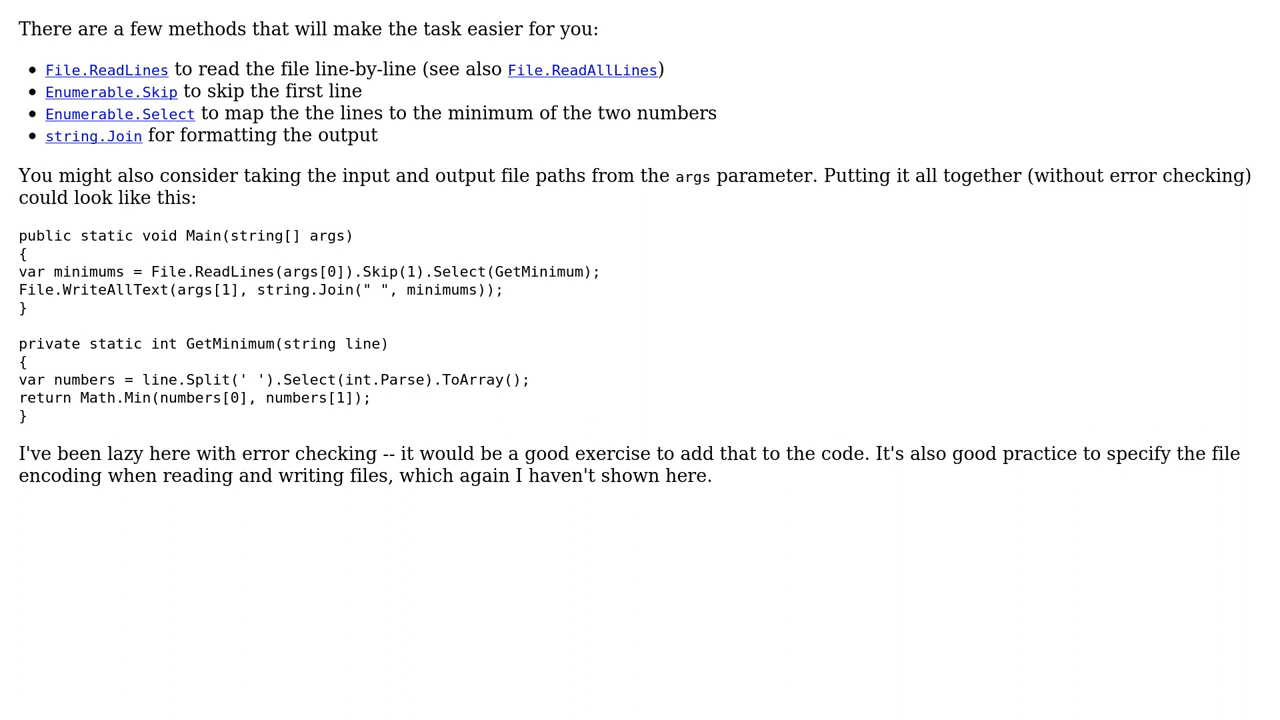 There are a few methods that will make the task easier for you:
File.ReadLines to read the file line-by-line (see also File.ReadAllLines)
Enumerable.Skip to skip the first line
Enumerable.Select to map the the lines to the minimum of the two numbers
string.Join for formatting the output
You might also consider taking the input and output file paths from the args parameter. Putting it all together (without error checking)
could look like this:
public static void Main(string[] args)
{
var minimums = File.ReadLines(args[0]).Skip(1).Select(GetMinimum);
File.WriteAllText(args[1], string.Join(" ", minimums));
}
private static int GetMinimum(string line)
{
var numbers = line.Split(' ').Select(int.Parse).ToArray();
return Math.Min(numbers[0], numbers[1]);
}
I've been lazy here with error checking -- it would be a good exercise to add that to the code. It's also good practice to specify the file
encoding when reading and writing files, which again I haven't shown here.